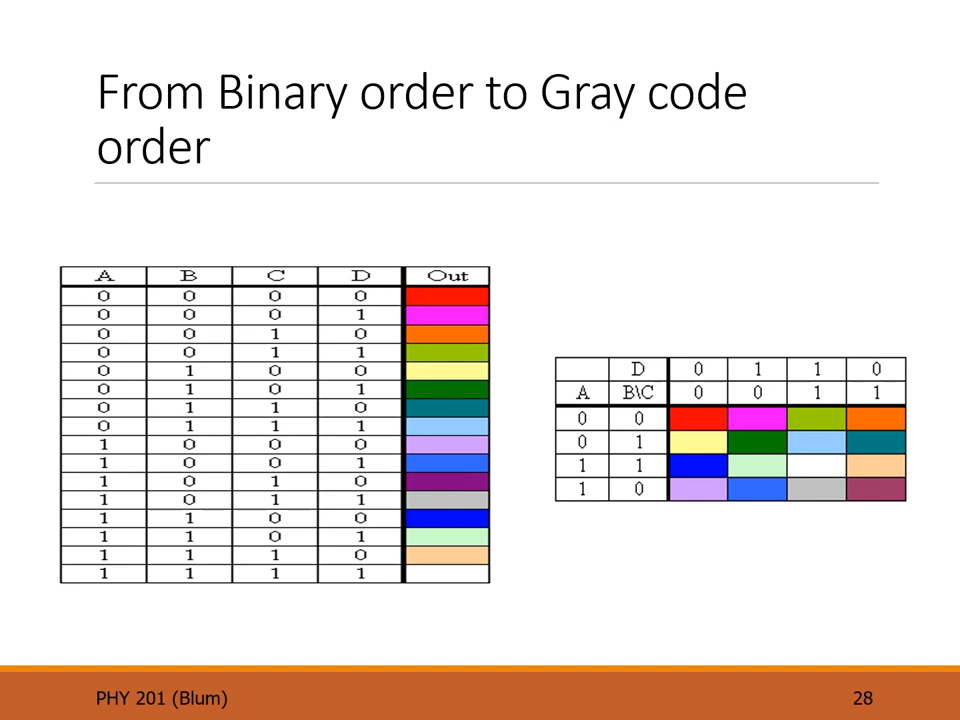 From Binary order to Gray code
order
A B C D Out
0 0 0 0
0 0 0 1
0 0 1 0
0 0 1 1
0 1 0 0
0 1 0 1
0 1 1 0
0 1 1 1
1 0 0 0
1 0 0 1
1 0 1 0
1 0 1 1
1 1 0 0
1 1 0 1
1 1 1 0
1 1 1 1
D 0 1 1 0
A B\C 0 0 1 1
0 0
0 1
1 1
1 0
PHY 201 (Blum) 28